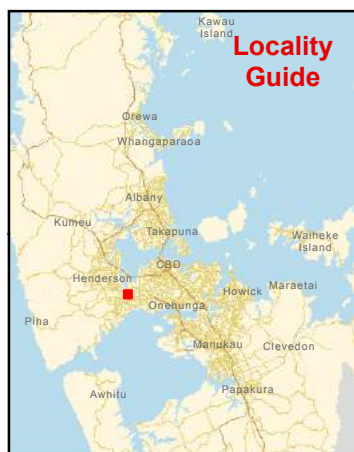 Kawau
Island
Locality
Guide
Orewa
Whangaparaoa
Albany
Kumeu
Takapuna
Waiheke
Island
CBD
Henderson
Howick
Maraetai
Onehunga
Piha
Manukau
Clevedon
Papakura
Awhitu